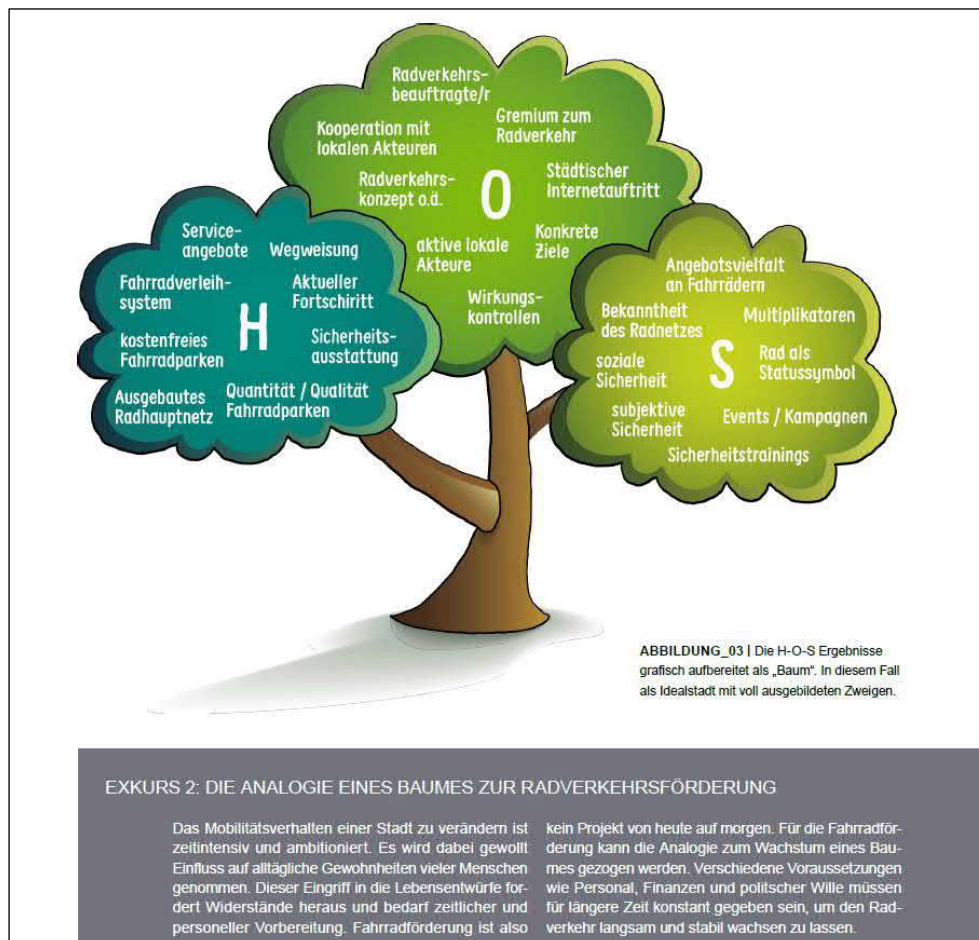 Radverkehrs-
beauftragte/r
Gremium zum
Radverkehr
Kooperation mit
lokalen Akteuren
Städtischer
Internetauftritt
Radverkehrs-
konzept o.ä.
O
Konkrete
Ziele
aktive lokale
Akteure
Wirkungs-
kontrollen
Service-
angebote
Wegweisung
Fahrradverleih-
system
Aktueller
Fortschiritt
H
kostenfreies
Fahrradparken
Sicherheits-
ausstattung
Ausgebautes
Radhauptnetz
Quantität / Qualität
Fahrradparken
Angebotsvielfalt
an Fahrrädern
Bekanntheit
des Radnetzes
Multiplikatoren
soziale
Sicherheit
S
Rad als
Statussymbol
subjektive
Sicherheit
Events / Kampagnen
Sicherheitstrainings
ABBILDUNG_03 | Die H-O-S Ergebnisse
grafisch aufbereitet als „Baum“. In diesem Fall
als Idealstadt mit voll ausgebildeten Zweigen.
EXKURS 2: DIE ANALOGIE EINES BAUMES ZUR RADVERKEHRSFÖRDERUNG
Das Mobilitätsverhalten einer Stadt zu verändern ist
zeitintensiv und ambitioniert. Es wird dabei gewollt
Einfluss auf alltägliche Gewohnheiten vieler Menschen
genommen. Dieser Eingriff in die Lebensentwürfe for-
dert Widerstände heraus und bedarf zeitlicher und
personeller Vorbereitung. Fahrradförderung ist also
kein Projekt von heute auf morgen. Für die Fahrradför-
derung kann die Analogie zum Wachstum eines Bau-
mes gezogen werden. Verschiedene Voraussetzungen
wie Personal, Finanzen und politscher Wille müssen
für längere Zeit konstant gegeben sein, um den Rad-
verkehr langsam und stabil wachsen zu lassen.